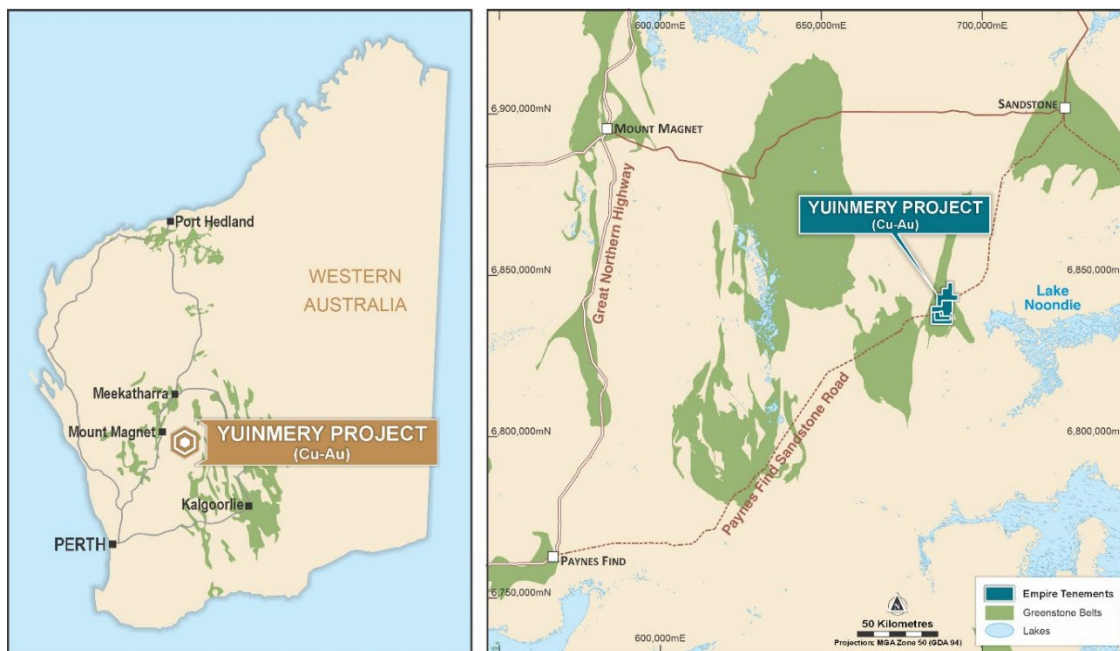 Port Hedland
WESTERN
AUSTRALIA
Meekatharra
Mount Magnet
YUINMERY PROJECT
(Cu-Au)
Kalgoorlie
PERTH
600,000mE
650,000mE
700,000mE
6,900,000mN
6,900,000mN
SANDSTONE
MOUNT MAGNET
Great Northern Highway
YUINMERY PROJECT
(Cu-Au)
6,850,000mN
6,850,000mN
Lake
Noondie
6,800,000mN
6,800,000mN
Paynes Find Sandstone Road
PAYNES FIND
6,750,000mN
600,000mE
N
50 Kilometres
Projection: MGA Zone 50 (GDA 94)
Empire Tenements
Greenstone Belts
Lakes